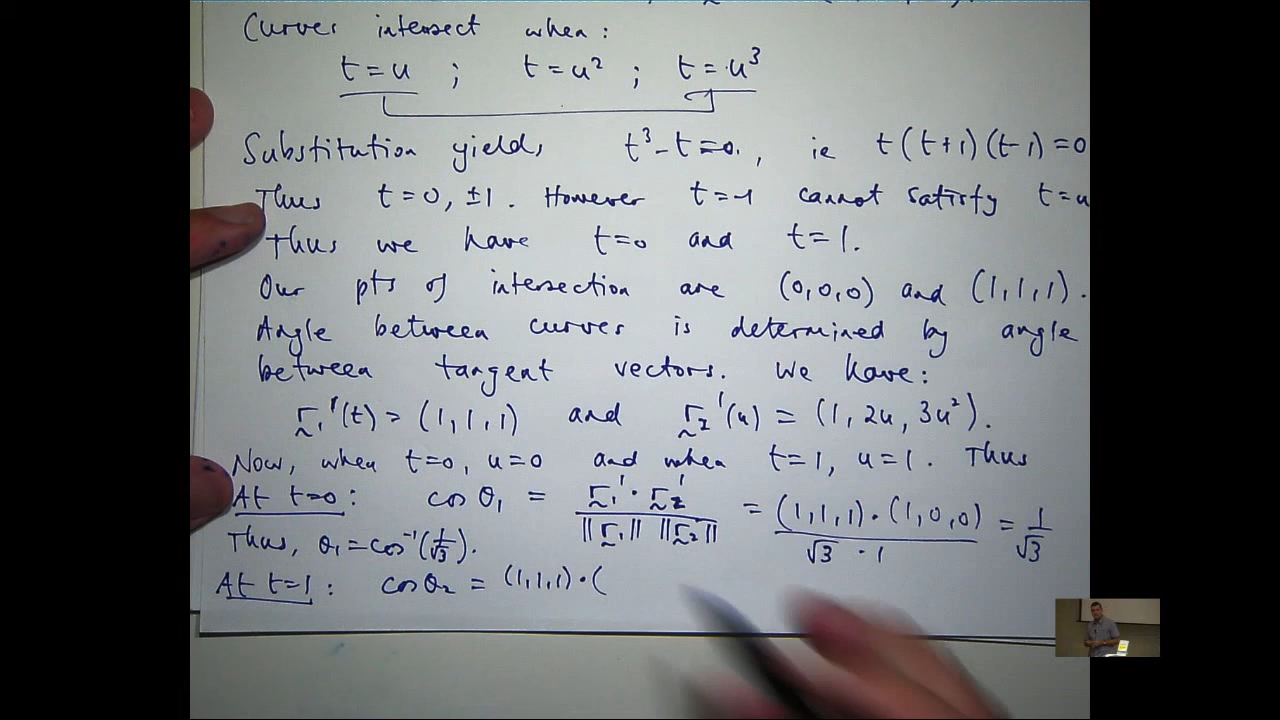 Curves intersect when:
t=u ; t=u² ; t=u³
Substitution yields t³-t=0, ie t(t+1)(t-1)=0
Thus t=0, ±1. However t=-1 cannot satisfy t=u
Thus we have t=0 and t=1.
Our pts of intersection are (0,0,0) and (1,1,1).
Angle between curves is determined by angle
between tangent vectors. We have:
r₁'(t) = (1,1,1) and r₂'(u) = (1, 2u, 3u²).
Now, when t=0, u=0 and when t=1, u=1. Thus
At t=0: cos θ₁ = r₁'·r₂' / ||r₁'|| ||r₂'|| = (1,1,1)·(1,0,0) / √3 · 1 = 1/√3
Thus, θ₁=cos⁻¹(1/√3).
At t=1: cosθ₂ = (1,1,1)·(